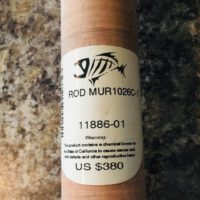 ROD MUR1026C-
11886-01
Warning:
This product contains a chemical known to
the State of California to cause cancer and
birth defects and other reproductive harm.
US $380